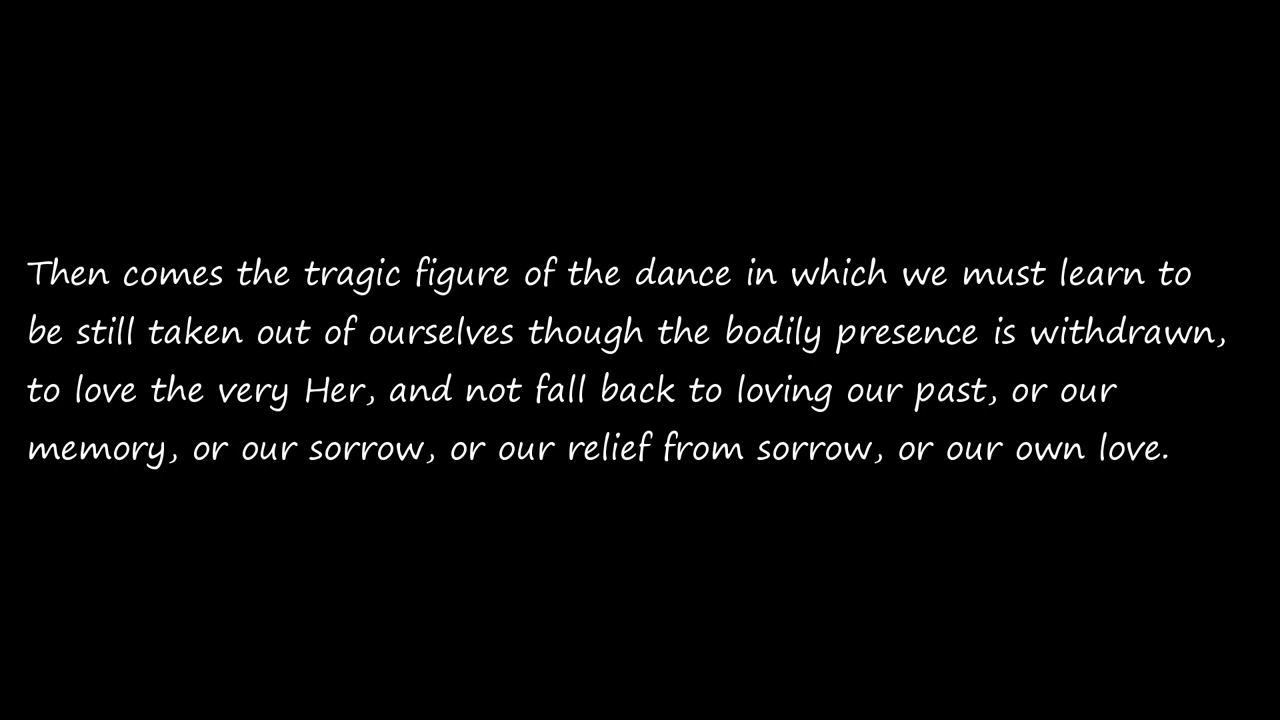 Then comes the tragic figure of the dance in which we must learn to
be still taken out of ourselves though the bodily presence is withdrawn,
to love the very Her, and not fall back to loving our past, or our
memory, or our sorrow, or our relief from sorrow, or our own love.